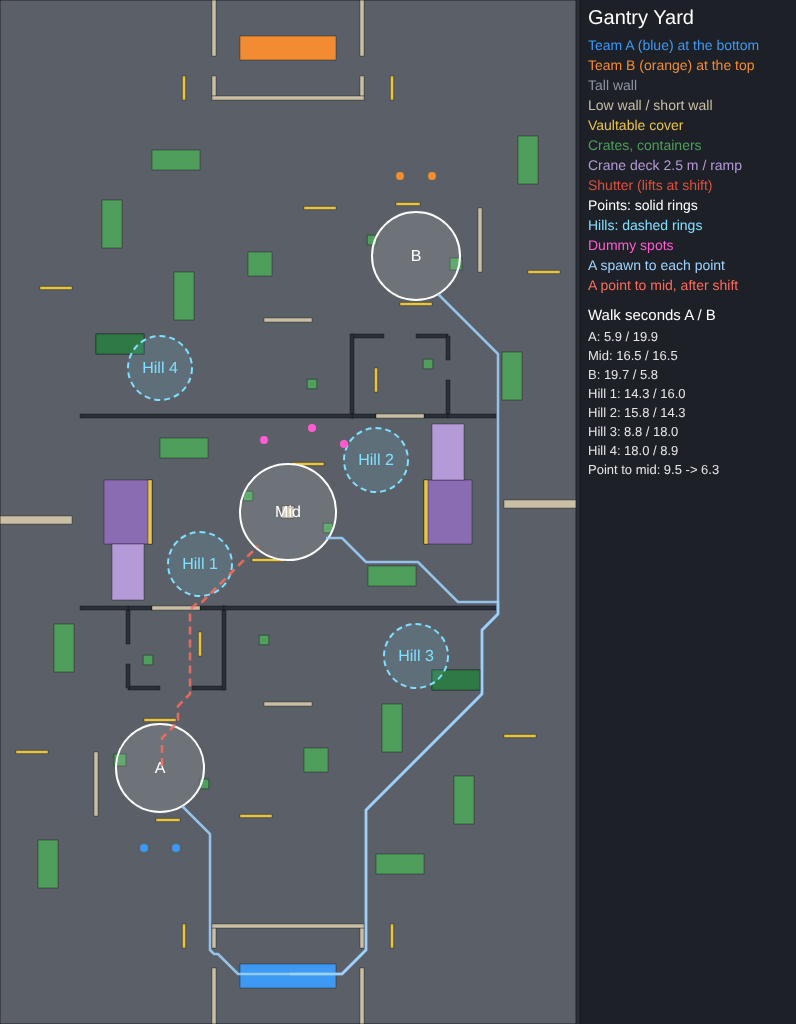 Gantry Yard
Team A (blue) at the bottom
Team B (orange) at the top
Tall wall
Low wall / short wall
Vaultable cover
Crates, containers
Crane deck 2.5 m / ramp
Shutter (lifts at shift)
Points: solid rings
Hills: dashed rings
Dummy spots
A spawn to each point
A point to mid, after shift
Walk seconds A / B
A: 5.9 / 19.9
Mid: 16.5 / 16.5
B: 19.7 / 5.8
Hill 1: 14.3 / 16.0
Hill 2: 15.8 / 14.3
Hill 3: 8.8 / 18.0
Hill 4: 18.0 / 8.9
Point to mid: 9.5 -> 6.3
B
Hill 4
Hill 2
Mid
Hill 1
Hill 3
A